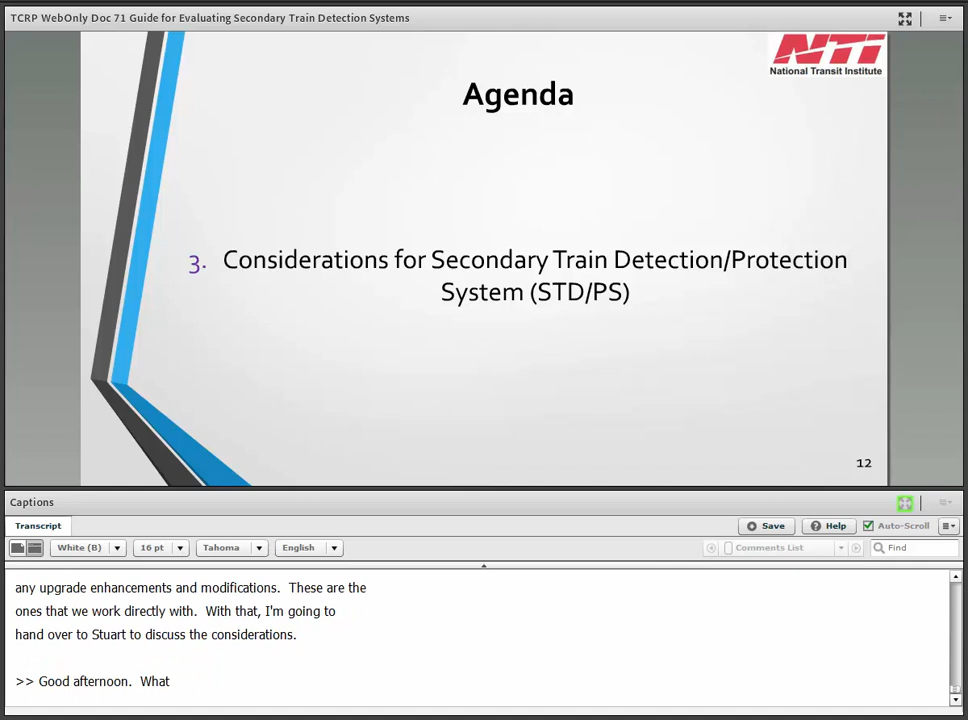 TCRP WebOnly Doc 71 Guide for Evaluating Secondary Train Detection Systems
NTI
National Transit Institute
Agenda
3. Considerations for Secondary Train Detection/Protection
System (STD/PS)
12
Captions
Transcript
Save
Help
Auto-Scroll
White (B)
16 pt
Tahoma
English
Comments List
Find
any upgrade enhancements and modifications.  These are the
ones that we work directly with.  With that, I'm going to
hand over to Stuart to discuss the considerations.
>> Good afternoon.  What